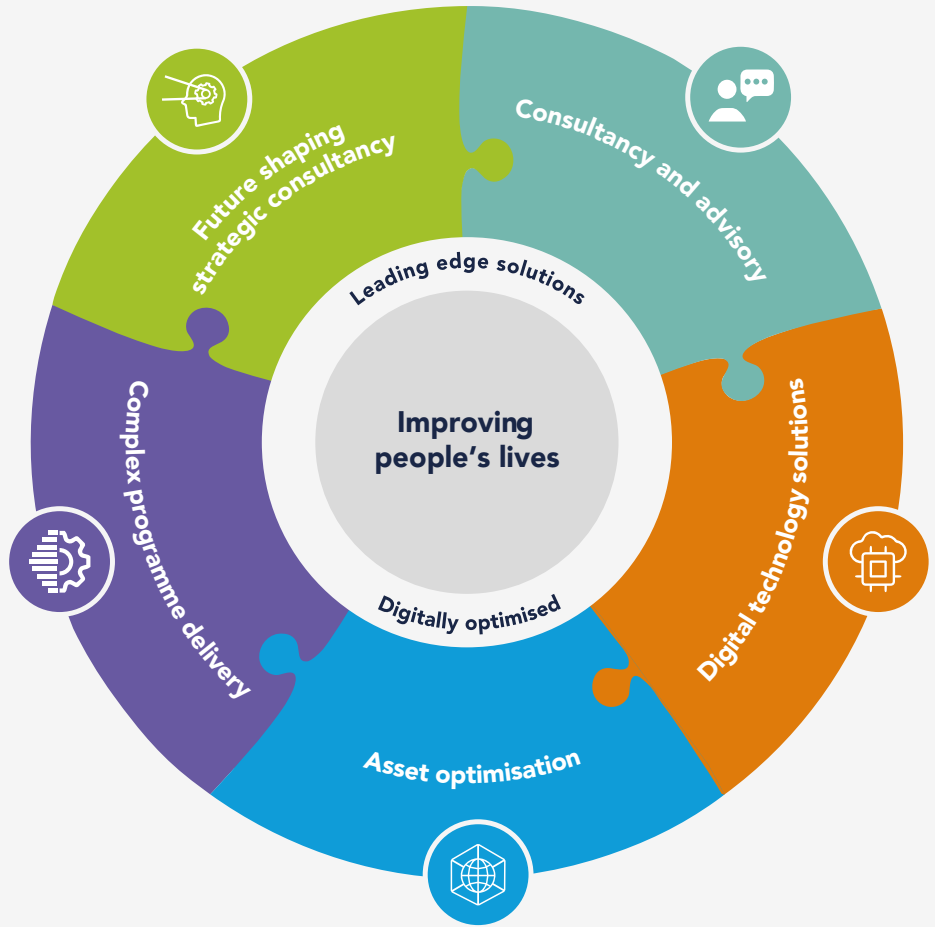 Future shaping
strategic consultancy
Consultancy and advisory
Leading edge solutions
Improving
people’s lives
Digitally optimised
Complex programme delivery
Digital technology solutions
Asset optimisation